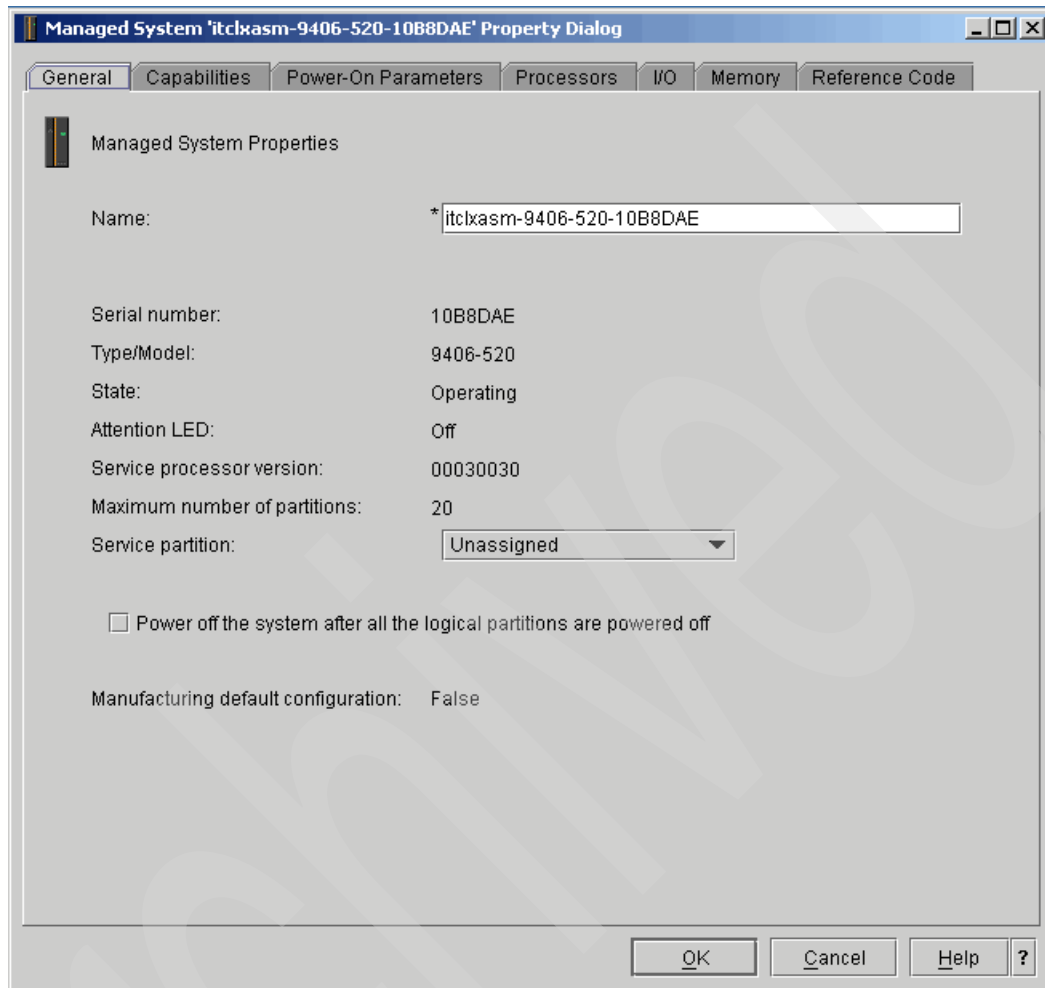 Managed System 'itclxasm-9406-520-10B8DAE' Property Dialog
General Capabilities Power-On Parameters Processors I/O Memory Reference Code
Managed System Properties
Name: *itclxasm-9406-520-10B8DAE
Serial number: 10B8DAE
Type/Model: 9406-520
State: Operating
Attention LED: Off
Service processor version: 00030030
Maximum number of partitions: 20
Service partition: Unassigned
Power off the system after all the logical partitions are powered off
Manufacturing default configuration: False
OK Cancel Help ?